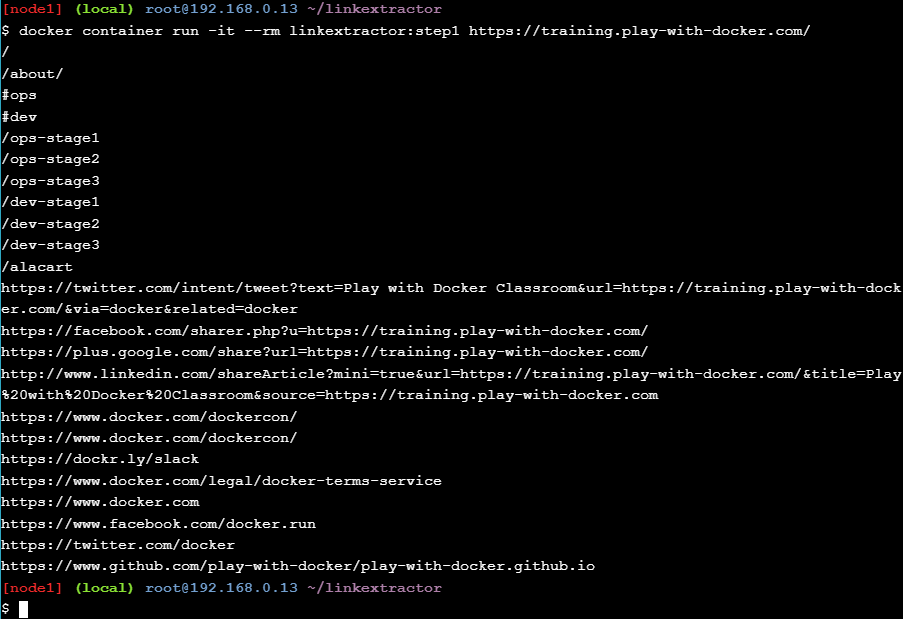 [node1] (local) root@192.168.0.13 ~/linkextractor
$ docker container run -it --rm linkextractor:step1 https://training.play-with-docker.com/
/
/about/
#ops
#dev
/ops-stage1
/ops-stage2
/ops-stage3
/dev-stage1
/dev-stage2
/dev-stage3
/alacart
https://twitter.com/intent/tweet?text=Play with Docker Classroom&url=https://training.play-with-dock
er.com/&via=docker&related=docker
https://facebook.com/sharer.php?u=https://training.play-with-docker.com/
https://plus.google.com/share?url=https://training.play-with-docker.com/
http://www.linkedin.com/shareArticle?mini=true&url=https://training.play-with-docker.com/&title=Play
%20with%20Docker%20Classroom&source=https://training.play-with-docker.com
https://www.docker.com/dockercon/
https://www.docker.com/dockercon/
https://dockr.ly/slack
https://www.docker.com/legal/docker-terms-service
https://www.docker.com
https://www.facebook.com/docker.run
https://twitter.com/docker
https://www.github.com/play-with-docker/play-with-docker.github.io
[node1] (local) root@192.168.0.13 ~/linkextractor
$